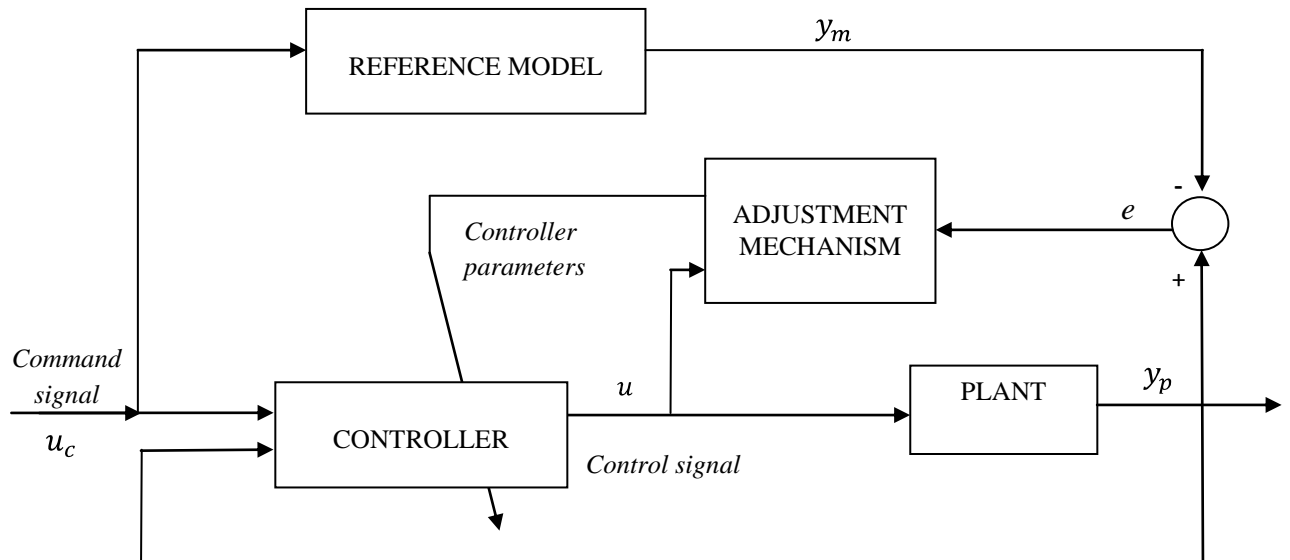 y_m
REFERENCE MODEL
-
ADJUSTMENT
MECHANISM
e
Controller
parameters
+
Command
signal
u
PLANT
y_p
u_c
CONTROLLER
Control signal